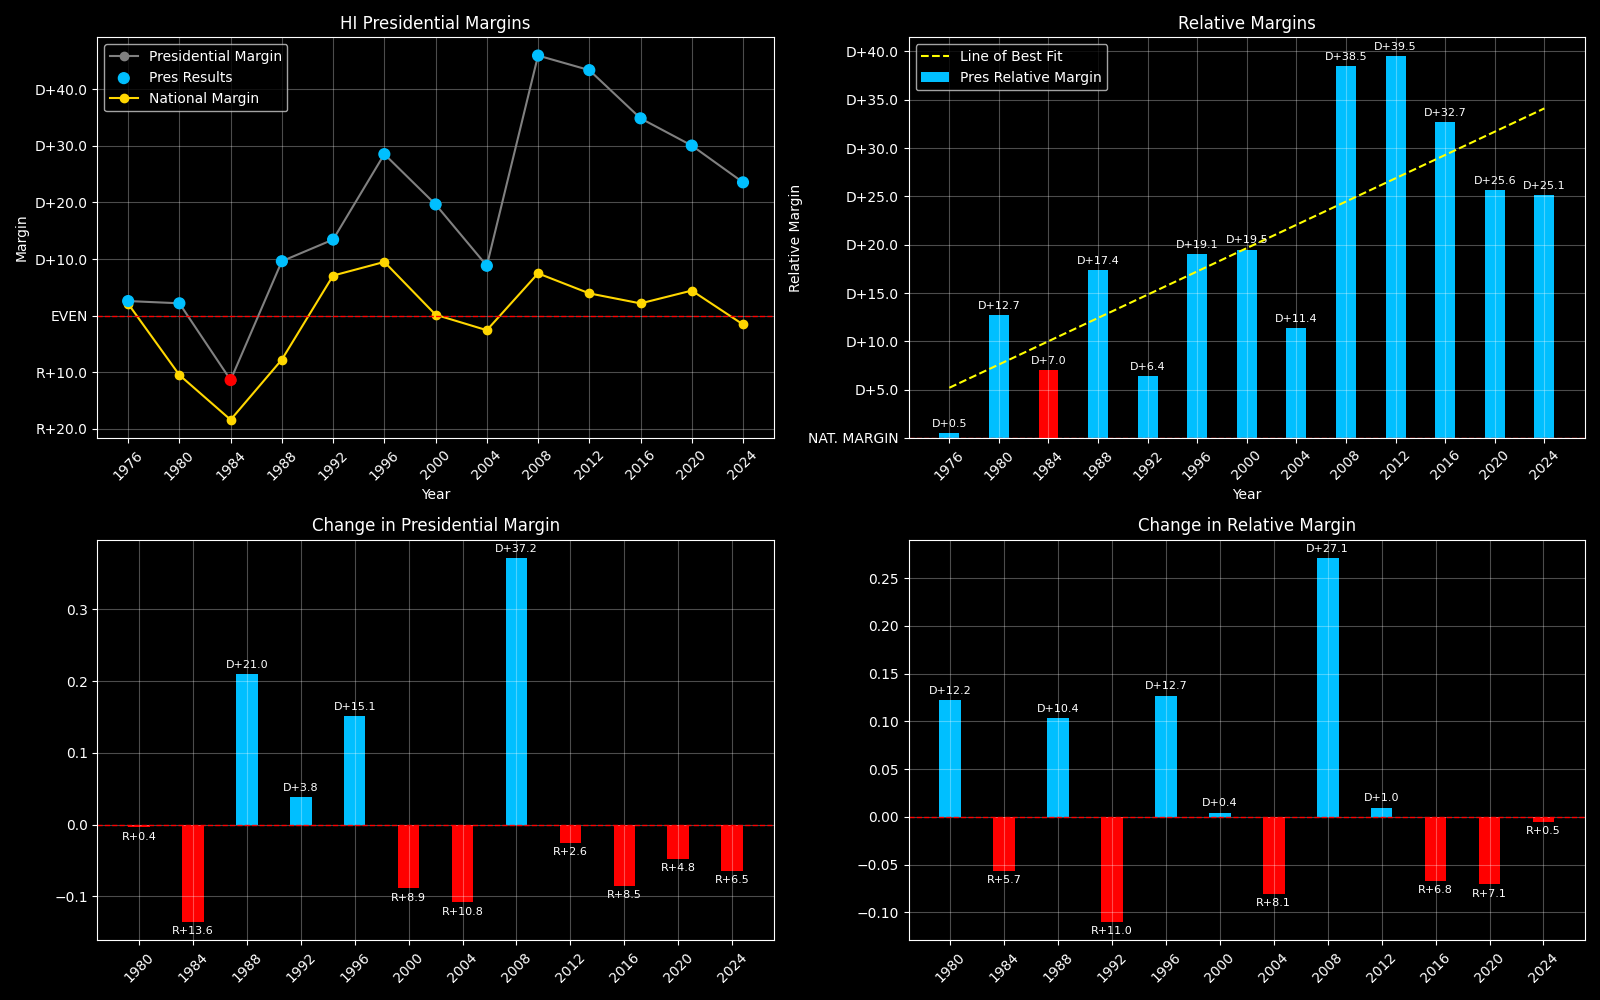 HI Presidential Margins
Presidential Margin
Pres Results
National Margin
Margin
D+40.0
D+30.0
D+20.0
D+10.0
EVEN
R+10.0
R+20.0
1976
1980
1984
1988
1992
1996
2000
2004
2008
2012
2016
2020
2024
Year
Relative Margins
Line of Best Fit
Pres Relative Margin
Relative Margin
D+40.0
D+35.0
D+30.0
D+25.0
D+20.0
D+15.0
D+10.0
D+5.0
NAT. MARGIN
D+0.5
D+12.7
D+7.0
D+17.4
D+6.4
D+19.1
D+19.5
D+11.4
D+38.5
D+39.5
D+32.7
D+25.6
D+25.1
1976
1980
1984
1988
1992
1996
2000
2004
2008
2012
2016
2020
2024
Year
Change in Presidential Margin
0.3
0.2
0.1
0.0
−0.1
R+0.4
R+13.6
D+21.0
D+3.8
D+15.1
R+8.9
R+10.8
D+37.2
R+2.6
R+8.5
R+4.8
R+6.5
1980
1984
1988
1992
1996
2000
2004
2008
2012
2016
2020
2024
Change in Relative Margin
0.25
0.20
0.15
0.10
0.05
0.00
−0.05
−0.10
D+12.2
R+5.7
D+10.4
R+11.0
D+12.7
D+0.4
R+8.1
D+27.1
D+1.0
R+6.8
R+7.1
R+0.5
1980
1984
1988
1992
1996
2000
2004
2008
2012
2016
2020
2024